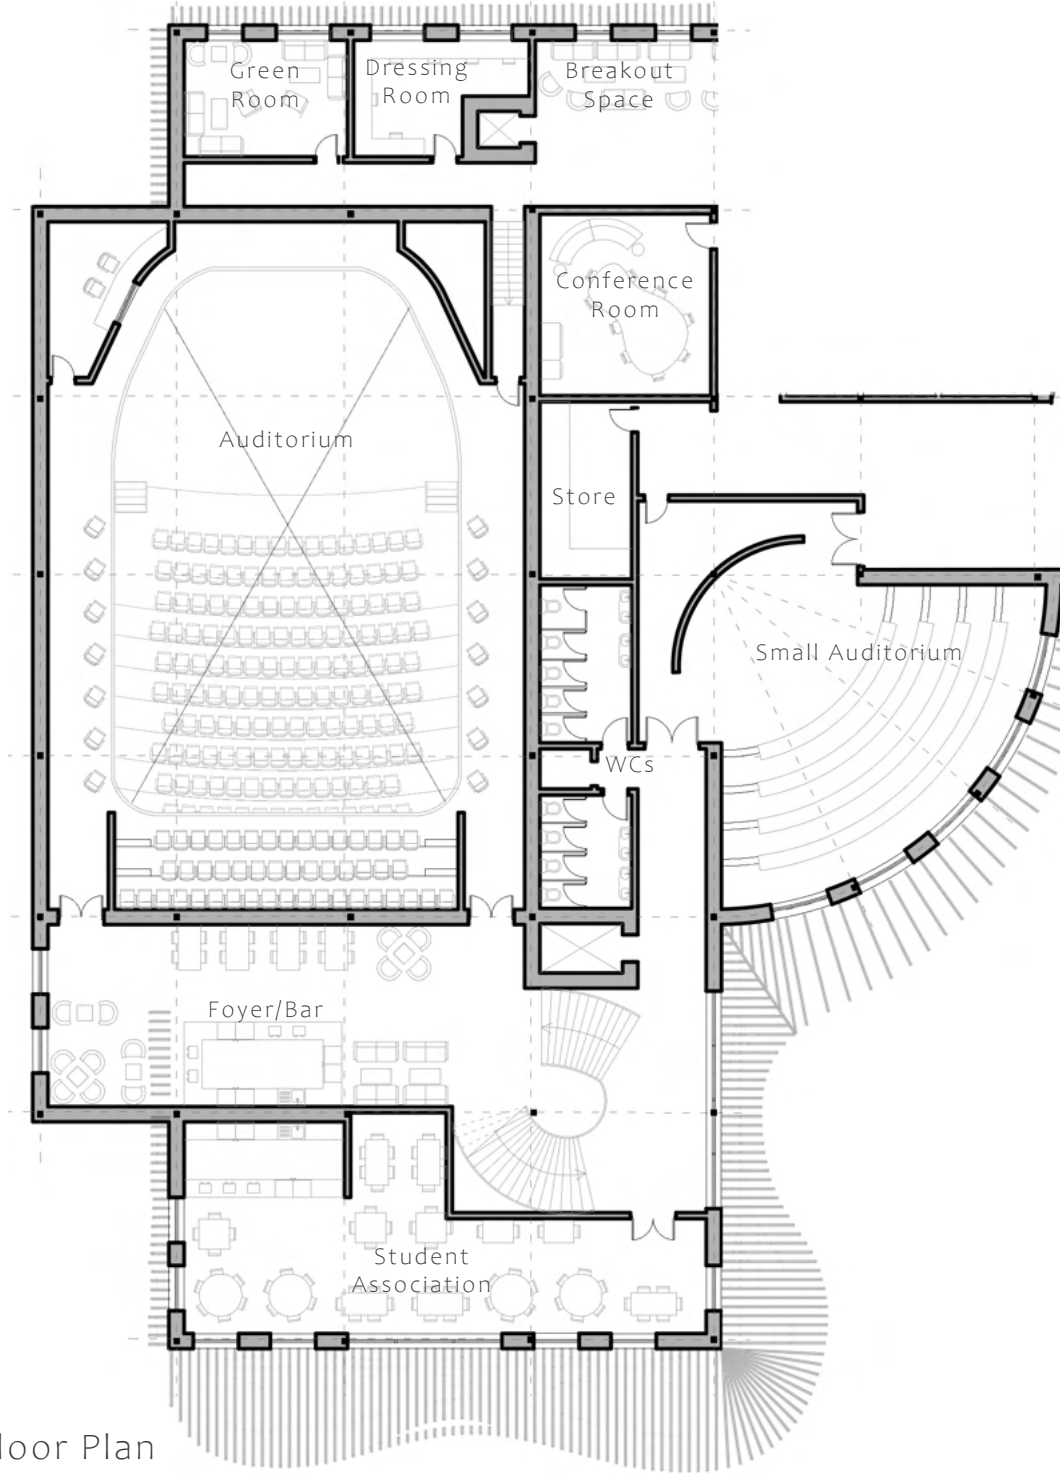 Green
Room
Dressing
Room
Breakout
Space
Conference
Room
Auditorium
Store
Small Auditorium
WCs
Foyer/Bar
Student
Association
loor Plan